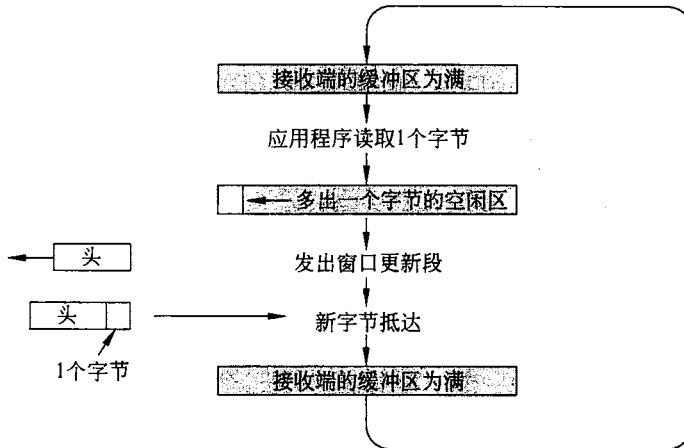 接收端的缓冲区为满
应用程序读取1个字节
多出一个字节的空闲区
头
发出窗口更新段
头
新字节抵达
1个字节
接收端的缓冲区为满